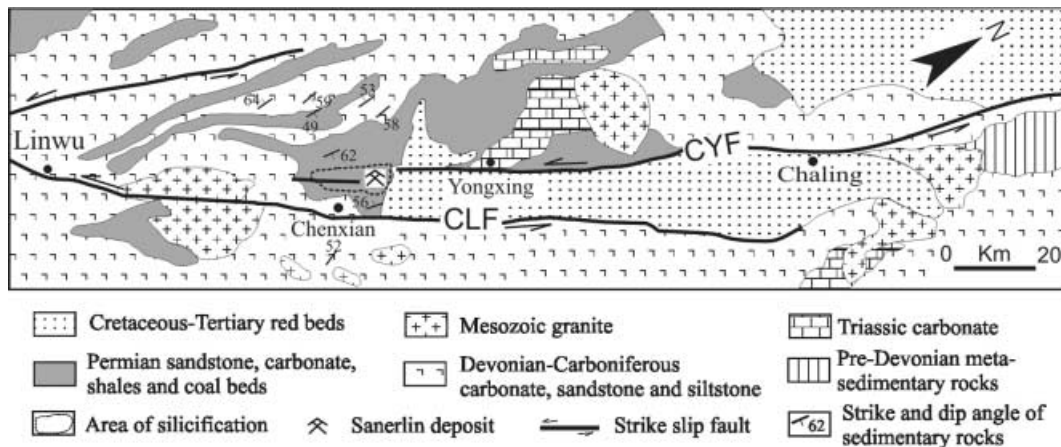 N
64
59
53
49
58
Linwu
62
CYF
Chaling
Yongxing
56
CLF
Chenxian
52
0 Km 20
Cretaceous-Tertiary red beds
Mesozoic granite
Triassic carbonate
Permian sandstone, carbonate,
shales and coal beds
Devonian-Carboniferous
carbonate, sandstone and siltstone
Pre-Devonian meta-
sedimentary rocks
Area of silicification
Sanerlin deposit
Strike slip fault
62
Strike and dip angle of
sedimentary rocks